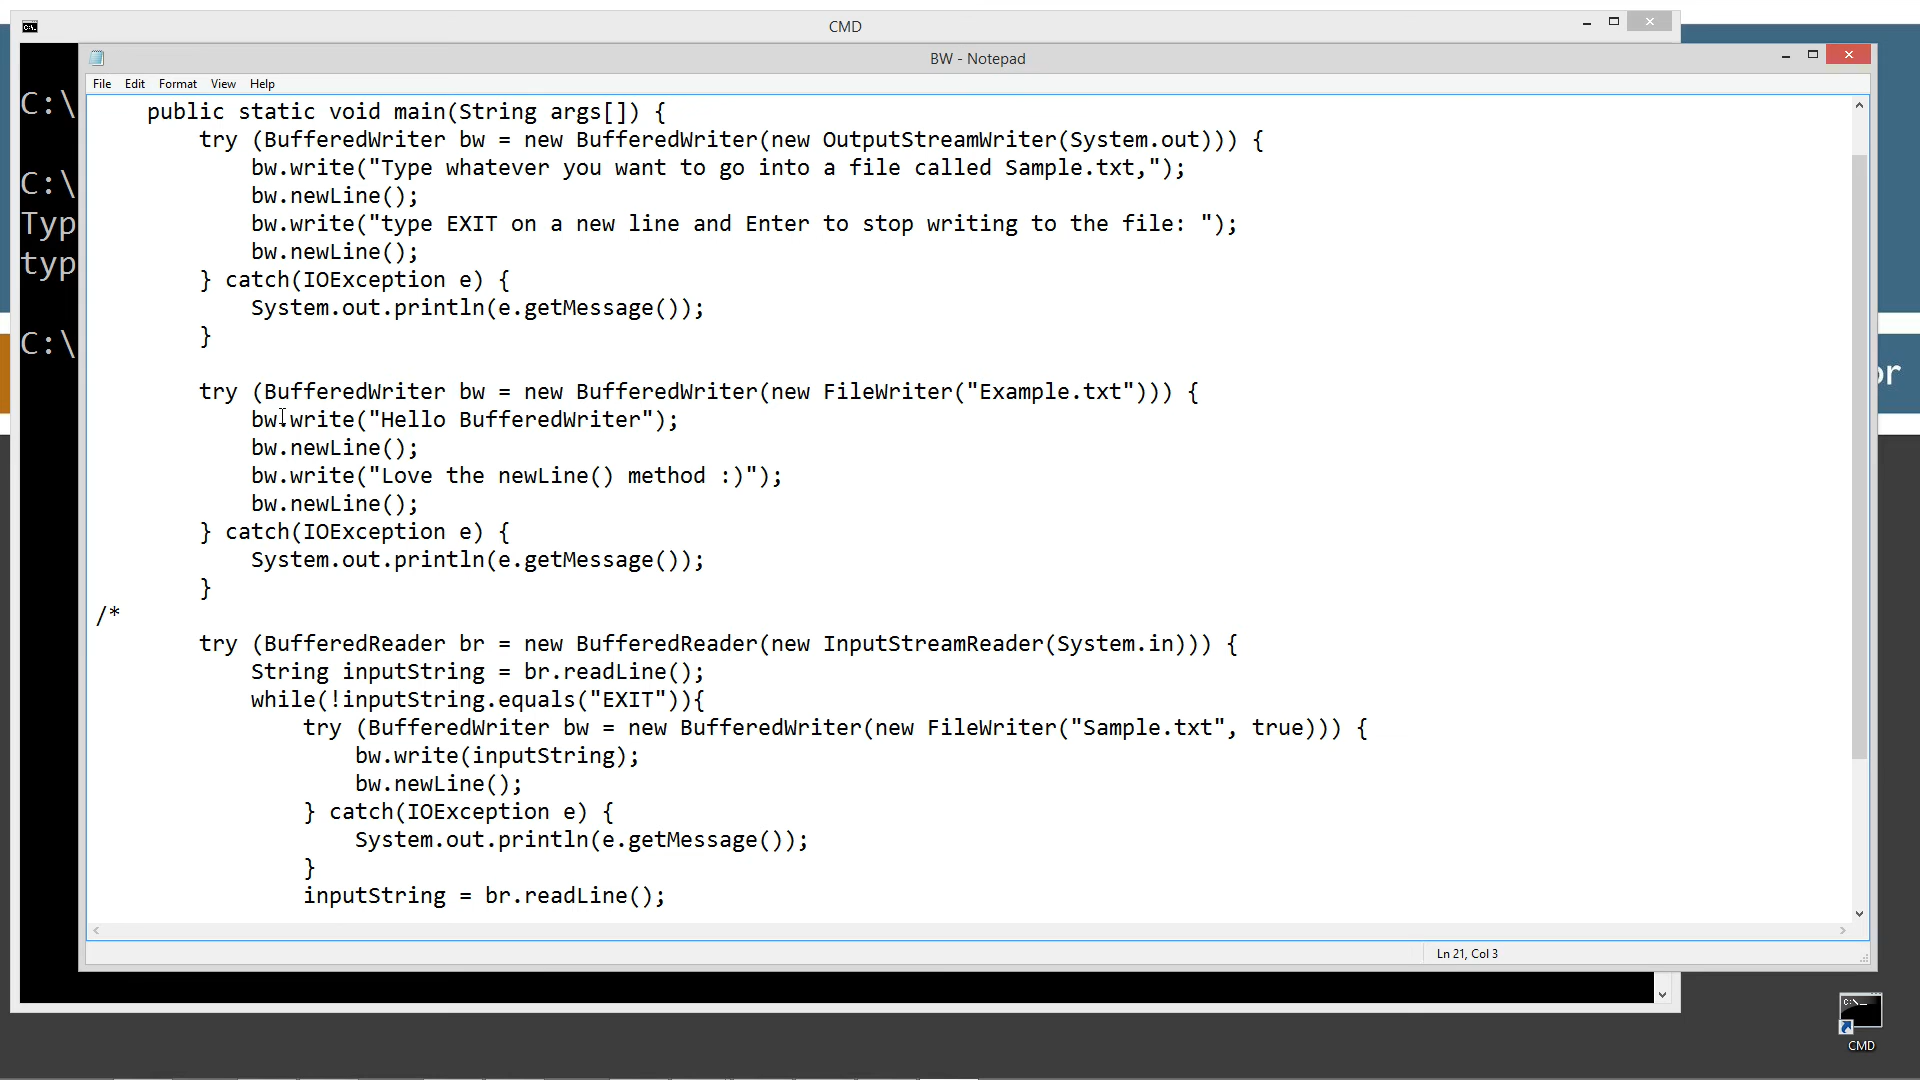 CMD
BW - Notepad
File Edit Format View Help
C:\
C:\
Typ
typ
C:\
public static void main(String args[]) {
try (BufferedWriter bw = new BufferedWriter(new OutputStreamWriter(System.out))) {
bw.write("Type whatever you want to go into a file called Sample.txt,");
bw.newLine();
bw.write("type EXIT on a new line and Enter to stop writing to the file: ");
bw.newLine();
} catch(IOException e) {
System.out.println(e.getMessage());
}
try (BufferedWriter bw = new BufferedWriter(new FileWriter("Example.txt"))) {
bw.write("Hello BufferedWriter");
bw.newLine();
bw.write("Love the newLine() method :)");
bw.newLine();
} catch(IOException e) {
System.out.println(e.getMessage());
}
/*
try (BufferedReader br = new BufferedReader(new InputStreamReader(System.in))) {
String inputString = br.readLine();
while(!inputString.equals("EXIT")){
try (BufferedWriter bw = new BufferedWriter(new FileWriter("Sample.txt", true))) {
bw.write(inputString);
bw.newLine();
} catch(IOException e) {
System.out.println(e.getMessage());
}
inputString = br.readLine();
Ln 21, Col 3
or
CMD